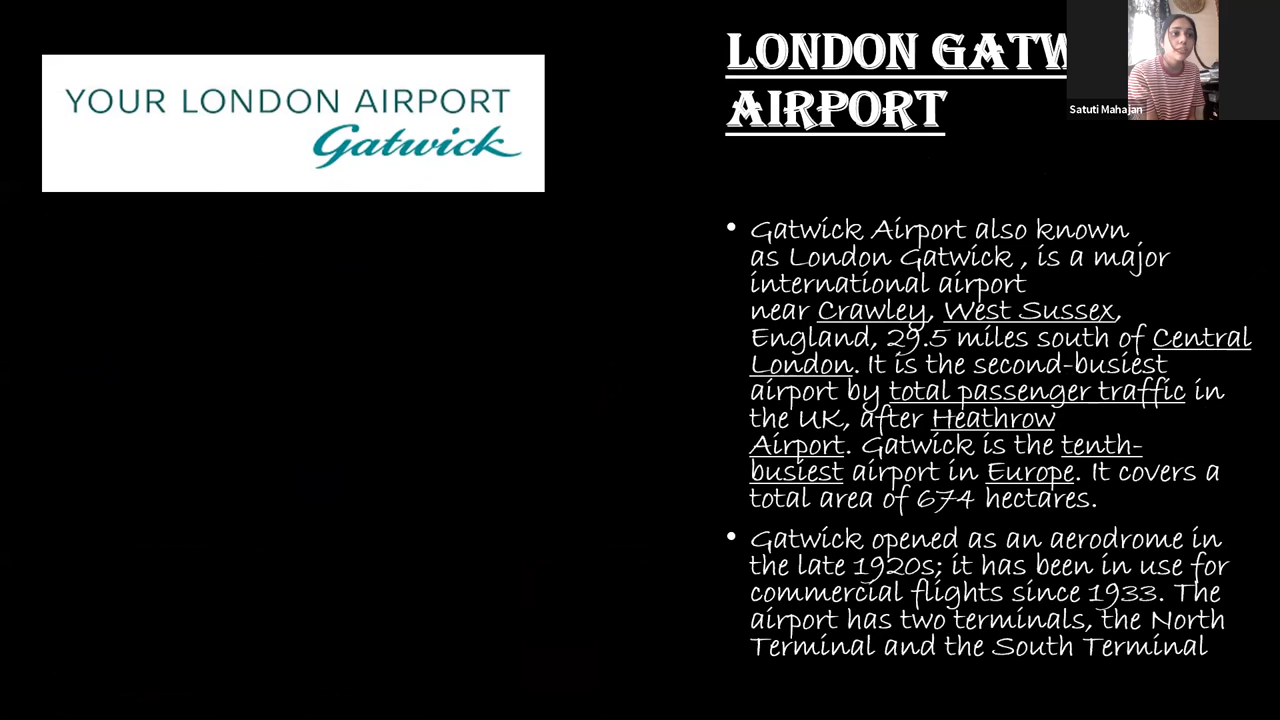 YOUR LONDON AIRPORT
Gatwick
LONDON GATW
AIRPORT
Satuti Mahajan
• Gatwick Airport also known
as London Gatwick , is a major
international airport
near Crawley, West Sussex,
England, 29.5 miles south of Central
London. It is the second-busiest
airport by total passenger traffic in
the UK, after Heathrow
Airport. Gatwick is the tenth-
busiest airport in Europe. It covers a
total area of 674 hectares.
• Gatwick opened as an aerodrome in
the late 1920s; it has been in use for
commercial flights since 1933. The
airport has two terminals, the North
Terminal and the South Terminal